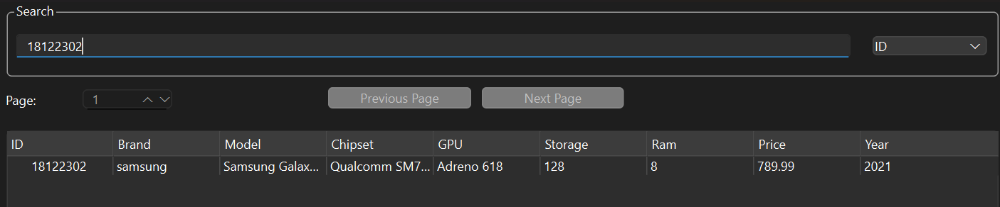 Search
18122302 ID
Page: 1 Previous Page Next Page
ID Brand Model Chipset GPU Storage Ram Price Year
18122302 samsung Samsung Galax... Qualcomm SM7... Adreno 618 128 8 789.99 2021